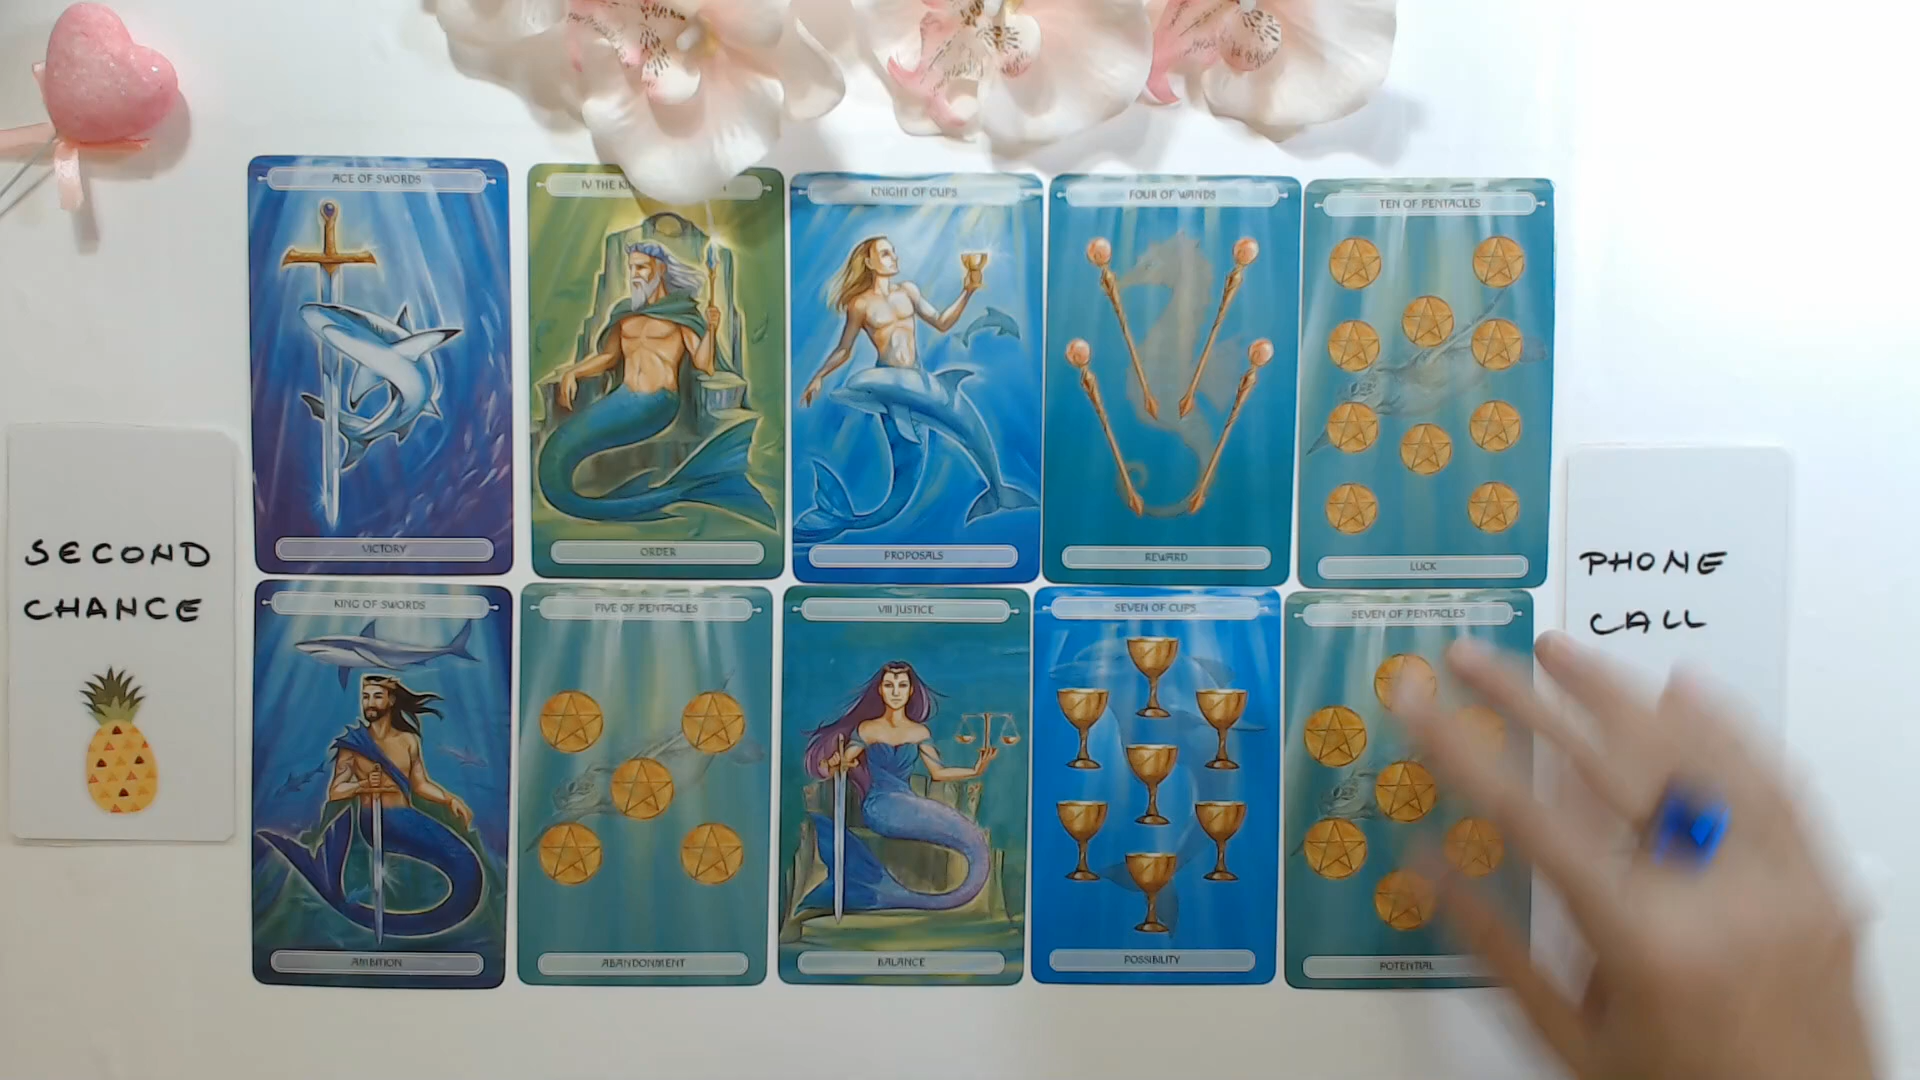 ACE OF SWORDS
IV THE
KNIGHT OF CUPS
FOUR OF WANDS
TEN OF PENTACLES
VICTORY
ORDER
PROPOSALS
REWARD
LUCK
SECOND
CHANCE
PHONE
CALL
KING OF SWORDS
FIVE OF PENTACLES
VIII JUSTICE
SEVEN OF CUPS
SEVEN OF PENTACLES
AMBITION
ABANDONMENT
BALANCE
POSSIBILITY
POTENTIAL